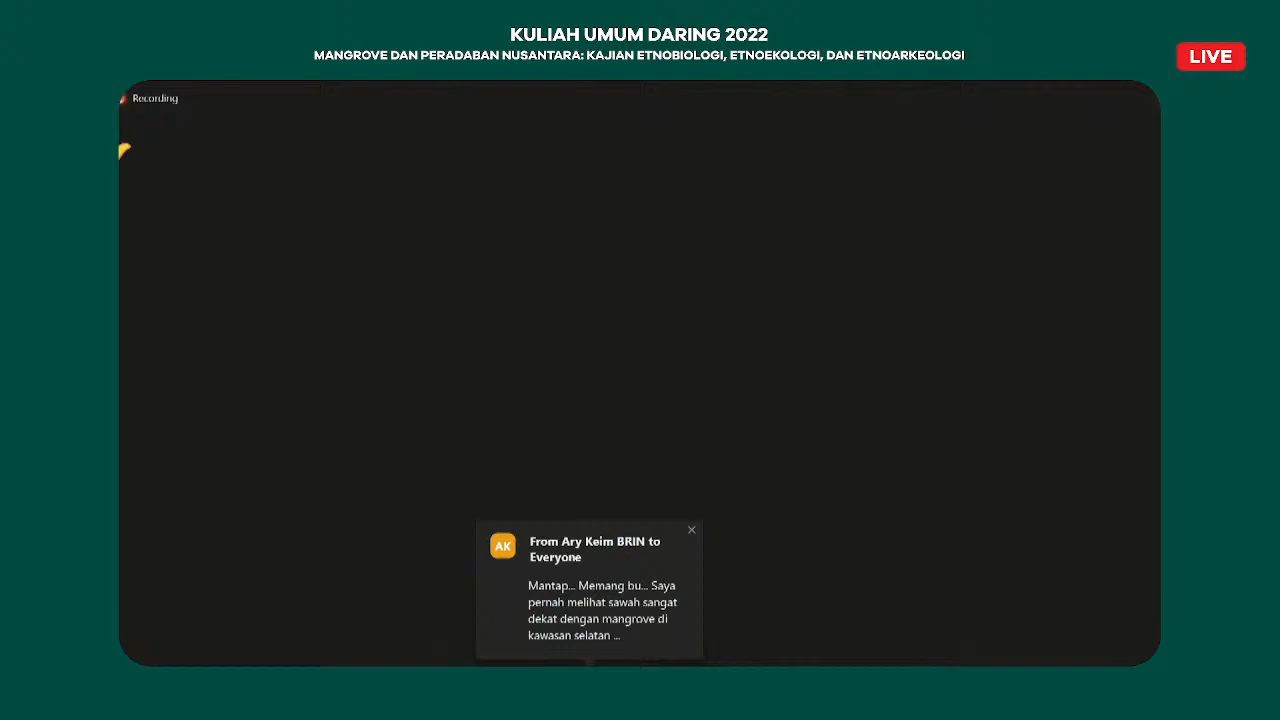 KULIAH UMUM DARING 2022
MANGROVE DAN PERADABAN NUSANTARA: KAJIAN ETNOBIOLOGI, ETNOEKOLOGI, DAN ETNOARKEOLOGI
LIVE
Recording
AK
From Ary Keim BRIN to
Everyone
Mantap... Memang bu... Saya
pernah melihat sawah sangat
dekat dengan mangrove di
kawasan selatan ...